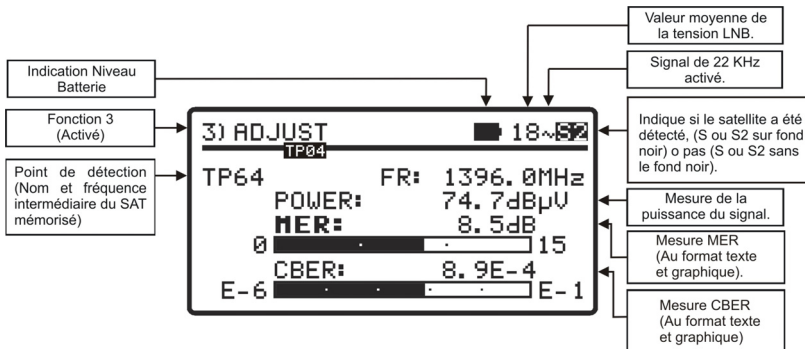 Valeur moyenne de
la tension LNB.
Signal de 22 KHz
activé.
Indication Niveau
Batterie
Fonction 3
(Activé)
Indique si le satellite a été
détecté, (S ou S2 sur fond
noir) o pas (S ou S2 sans
le fond noir).
Point de détection
(Nom et fréquence
intermédiaire du SAT
mémorisé)
3) ADJUST 18~S2
TP04
TP64 FR: 1396.0MHz
POWER: 74.7dBµV
MER: 8.5dB
0 15
CBER: 8.9E-4
E-6 E-1
Mesure de la
puissance du signal.
Mesure MER
(Au format texte
et graphique).
Mesure CBER
(Au format texte
et graphique)